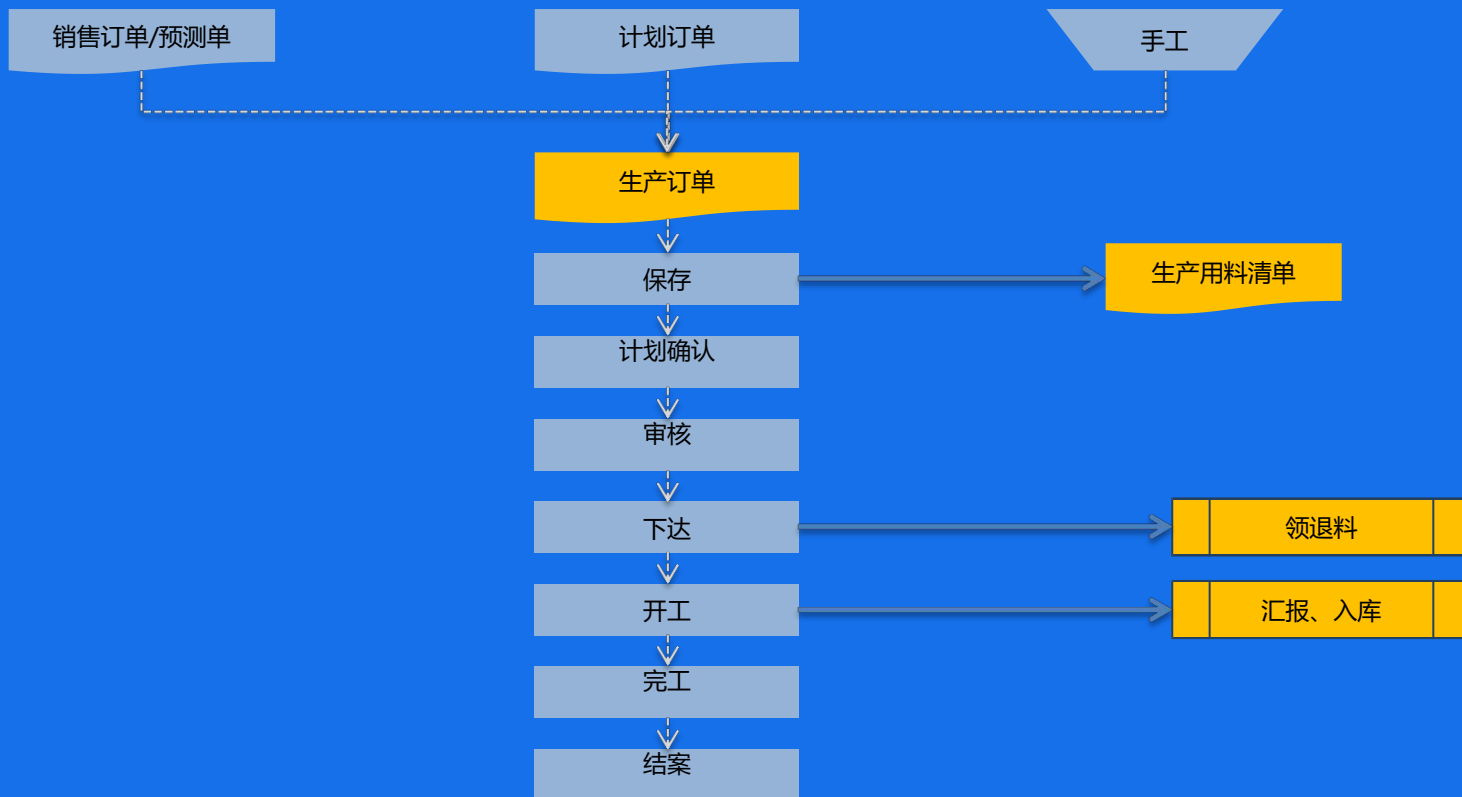 销售订单/预测单
计划订单
手工
生产订单
保存
生产用料清单
计划确认
审核
下达
领退料
开工
汇报、入库
完工
结案